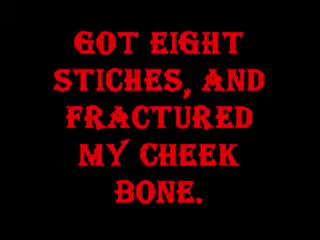 GOT EIGHT
STICHES, AND
FRACTURED
MY CHEEK
BONE.